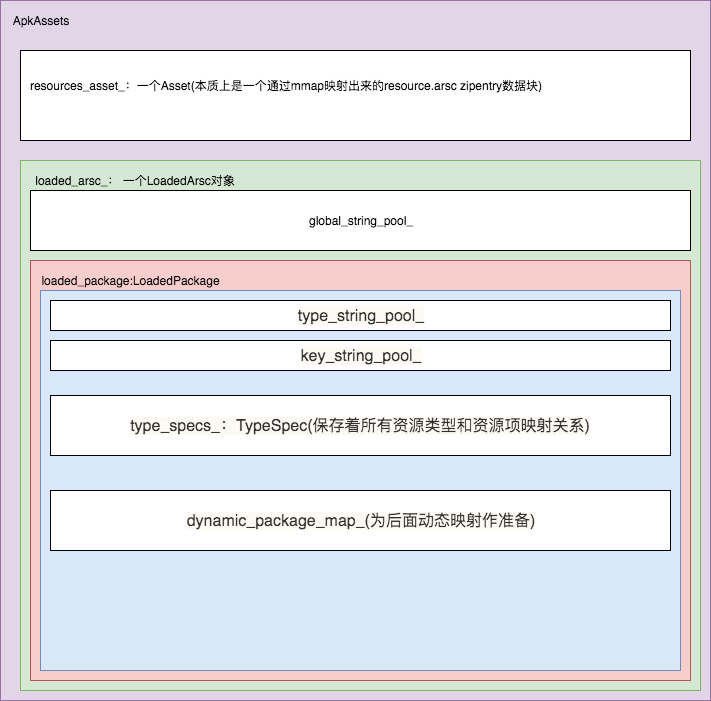 ApkAssets
resources_asset_：一个Asset(本质上是一个通过mmap映射出来的resource.arsc zipentry数据块)
loaded_arsc_： 一个LoadedArsc对象
global_string_pool_
loaded_package:LoadedPackage
type_string_pool_
key_string_pool_
type_specs_：TypeSpec(保存着所有资源类型和资源项映射关系)
dynamic_package_map_(为后面动态映射作准备)